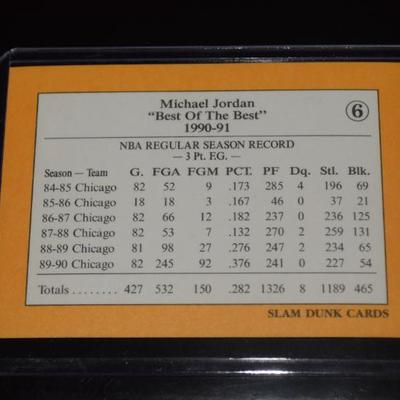 Michael Jordan
"Best Of The Best"
1990-91
6
NBA REGULAR SEASON RECORD
— 3 Pt. F.G. —
Season — Team G. FGA FGM PCT. PF Dq. Stl. Blk.
84-85 Chicago 82 52 9 .173 285 4 196 69
85-86 Chicago 18 18 3 .167 46 0 37 21
86-87 Chicago 82 66 12 .182 237 0 236 125
87-88 Chicago 82 53 7 .132 270 2 259 131
88-89 Chicago 81 98 27 .276 247 2 234 65
89-90 Chicago 82 245 92 .376 241 0 227 54
Totals . . . . . . . . 427 532 150 .282 1326 8 1189 465
SLAM DUNK CARDS